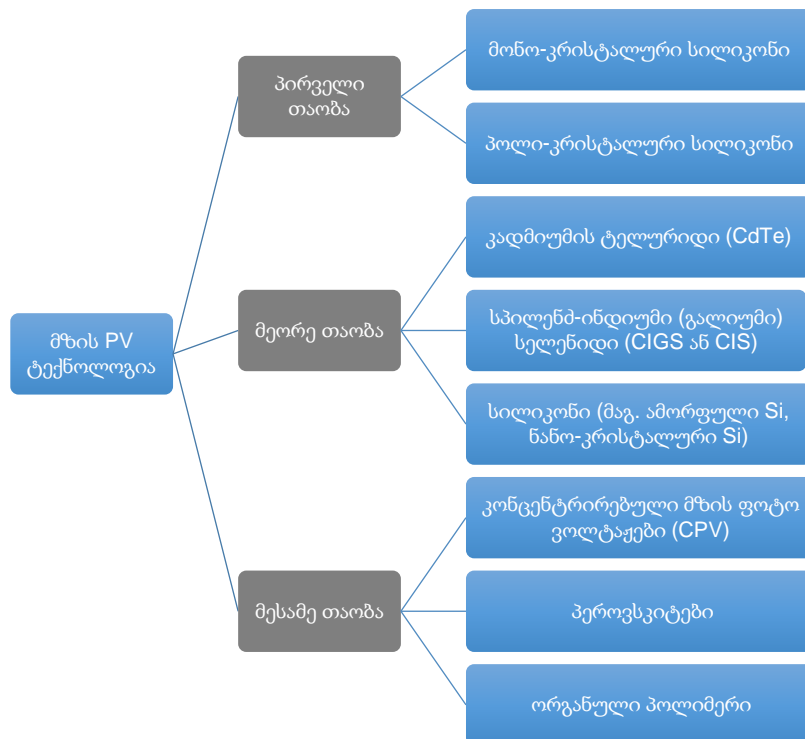 მზის PV
ტექნოლოგია
პირველი
თაობა
მონო-კრისტალური სილიკონი
პოლი-კრისტალური სილიკონი
მეორე თაობა
კადმიუმის ტელურიდი (CdTe)
სპილენძ-ინდიუმი (გალიუმი)
სელენიდი (CIGS ან CIS)
სილიკონი (მაგ. ამორფული Si,
ნანო-კრისტალური Si)
მესამე თაობა
კონცენტრირებული მზის ფოტო
ვოლტაჟები (CPV)
პეროვსკიტები
ორგანული პოლიმერი